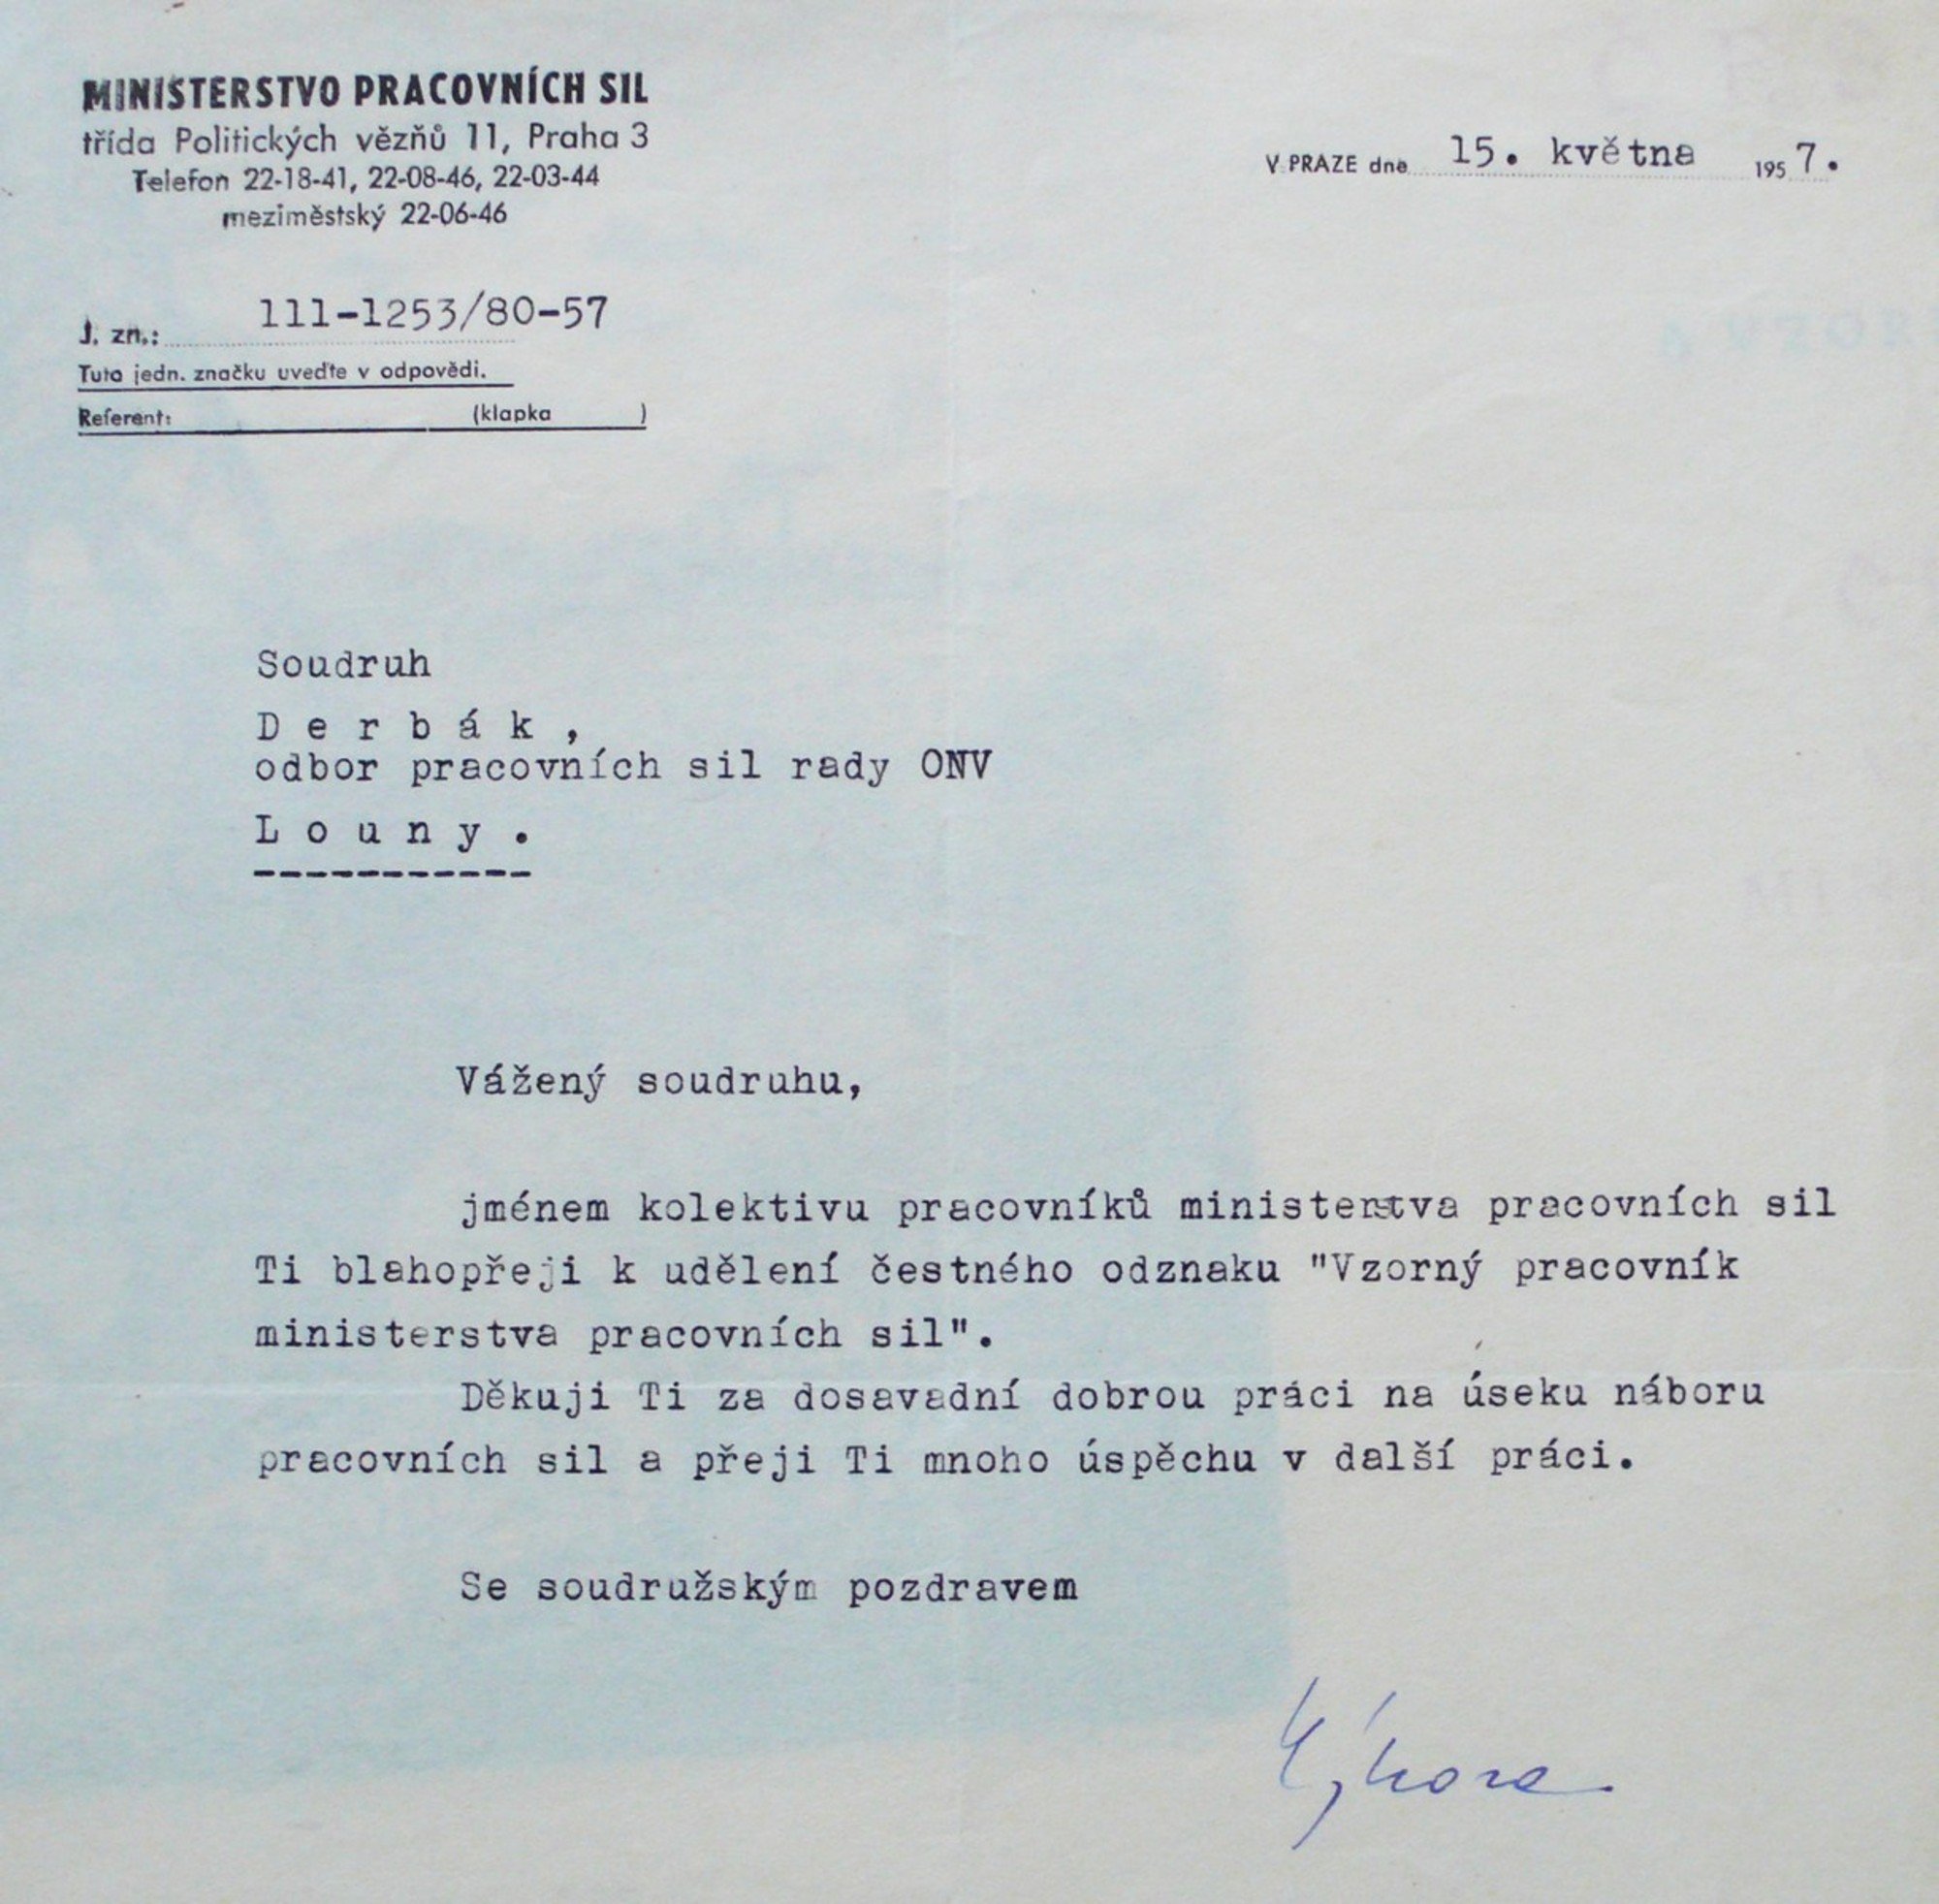 MINISTERSTVO PRACOVNÍCH SIL
třída Politických vězňů 11, Praha 3
Telefon 22-18-41, 22-08-46, 22-03-44
meziměstský 22-06-46
V PRAZE dne 15. května 1957.
J. zn.: 111-1253/80-57
Tuto jedn. značku uveďte v odpovědi.
Referent: (klapka )
Soudruh
Derbák,
odbor pracovních sil rady ONV
Louny.
Vážený soudruhu,
jménem kolektivu pracovníků ministerstva pracovních sil
Ti blahopřeji k udělení čestného odznaku "Vzorný pracovník
ministerstva pracovních sil".
Děkuji Ti za dosavadní dobrou práci na úseku náboru
pracovních sil a přeji Ti mnoho úspěchu v další práci.
Se soudružským pozdravem